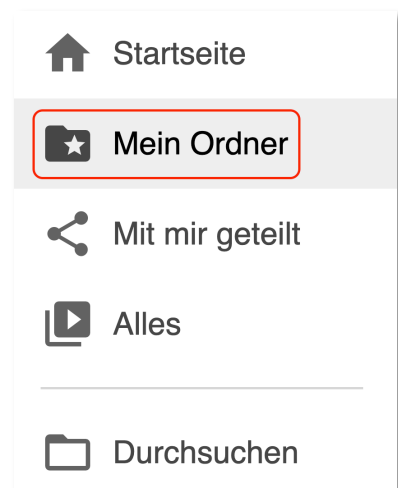 Startseite
Mein Ordner
Mit mir geteilt
Alles
Durchsuchen